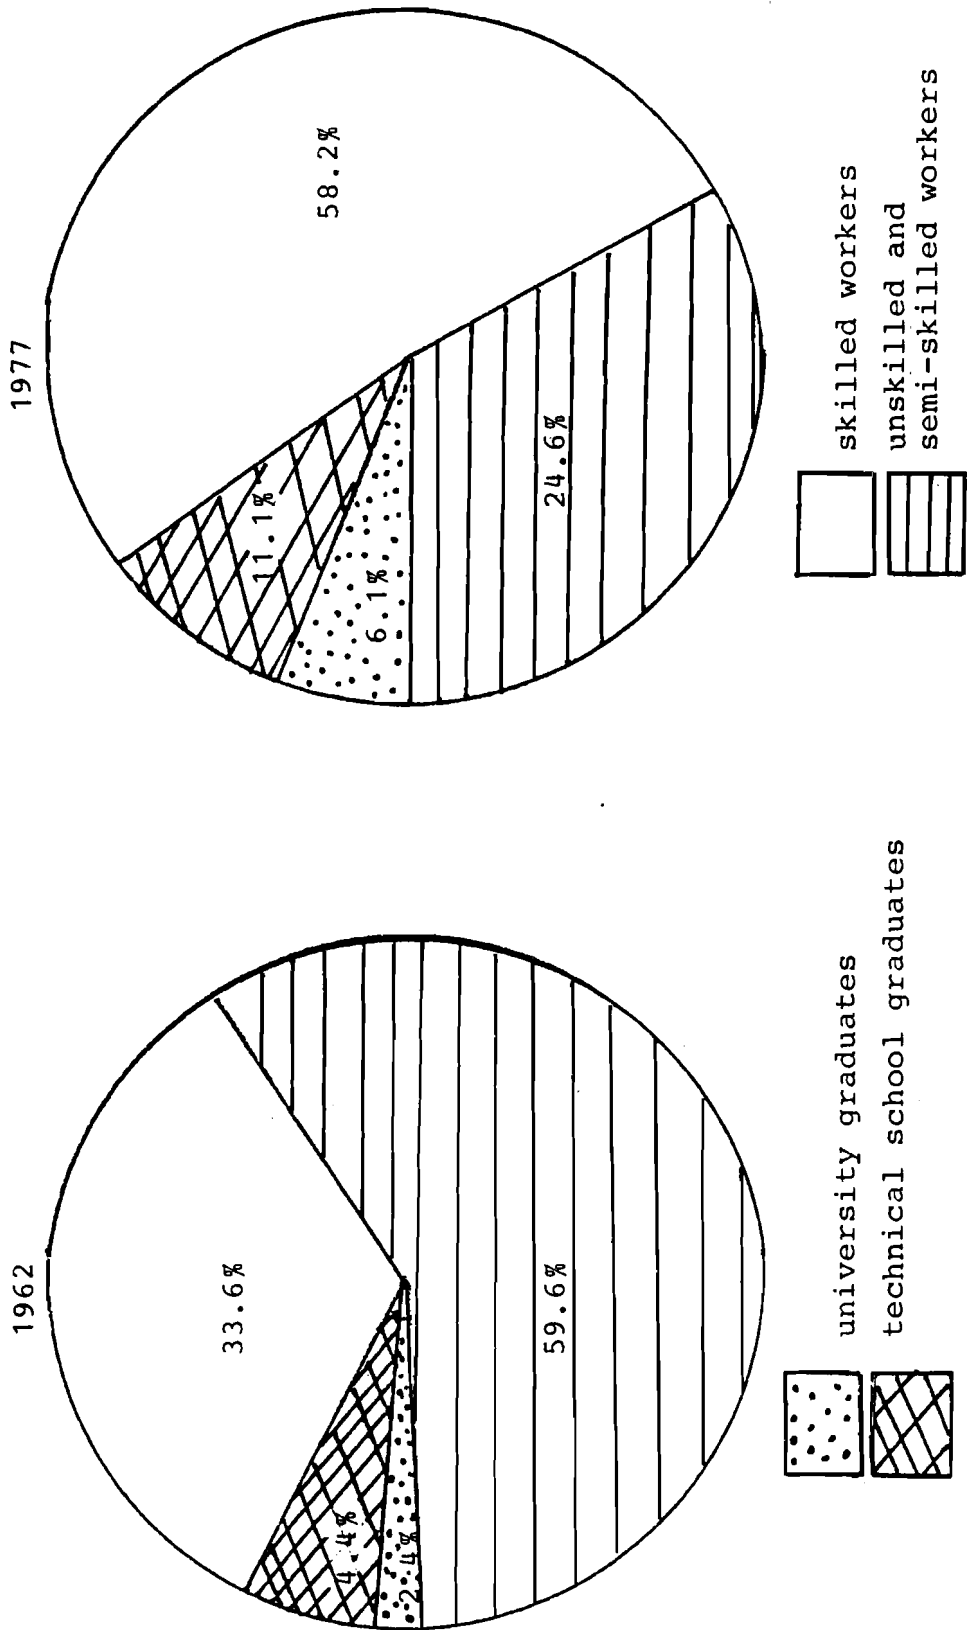 1962
33.6%
4.4%
2.4%
59.6%
1977
58.2%
11.1%
6.1%
24.6%
university graduates
technical school graduates
skilled workers
unskilled and
semi-skilled workers